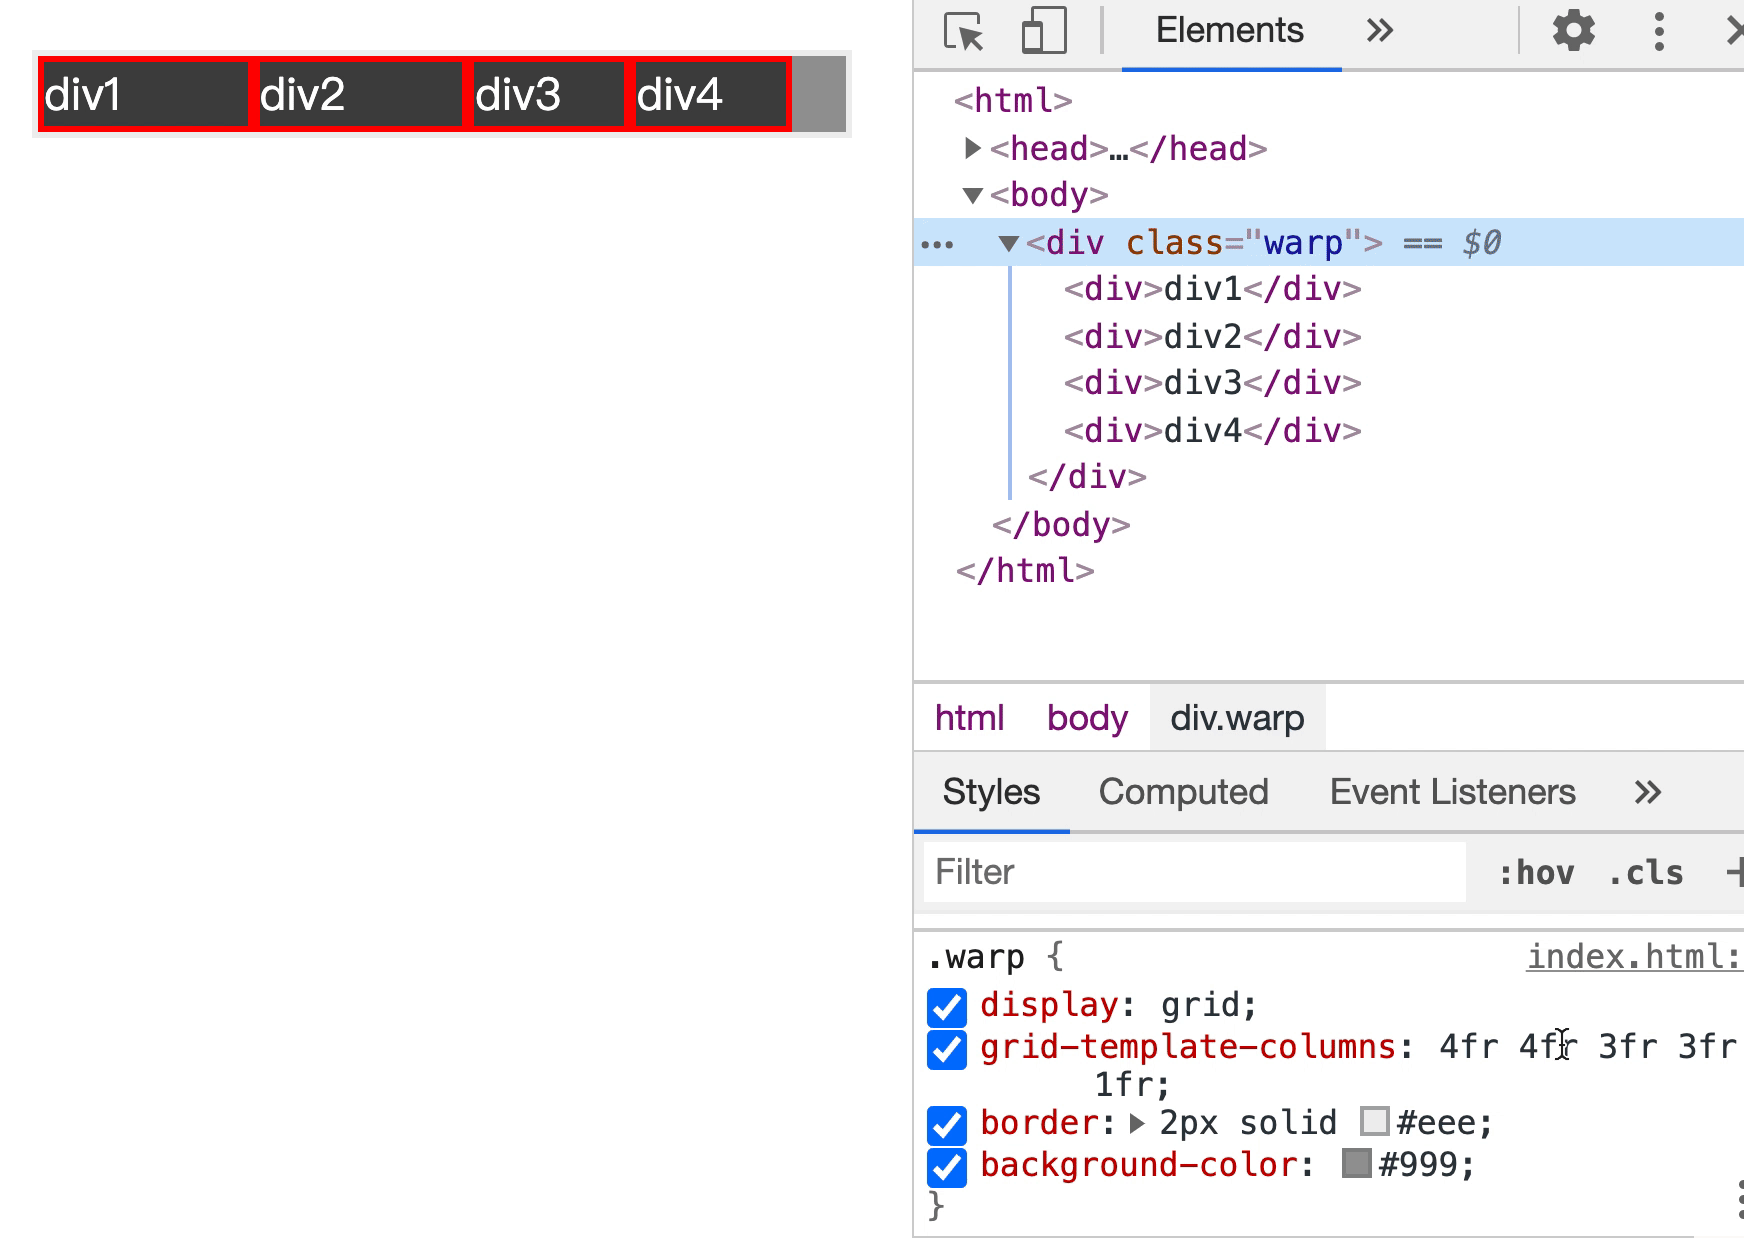 div1 div2 div3 div4
Elements
<html>
<head>…</head>
<body>
<div class="warp"> == $0
<div>div1</div>
<div>div2</div>
<div>div3</div>
<div>div4</div>
</div>
</body>
</html>
html body div.warp
Styles Computed Event Listeners
Filter :hov .cls +
.warp { index.html:
display: grid;
grid-template-columns: 4fr 4fr 3fr 3fr
1fr;
border: 2px solid #eee;
background-color: #999;
}